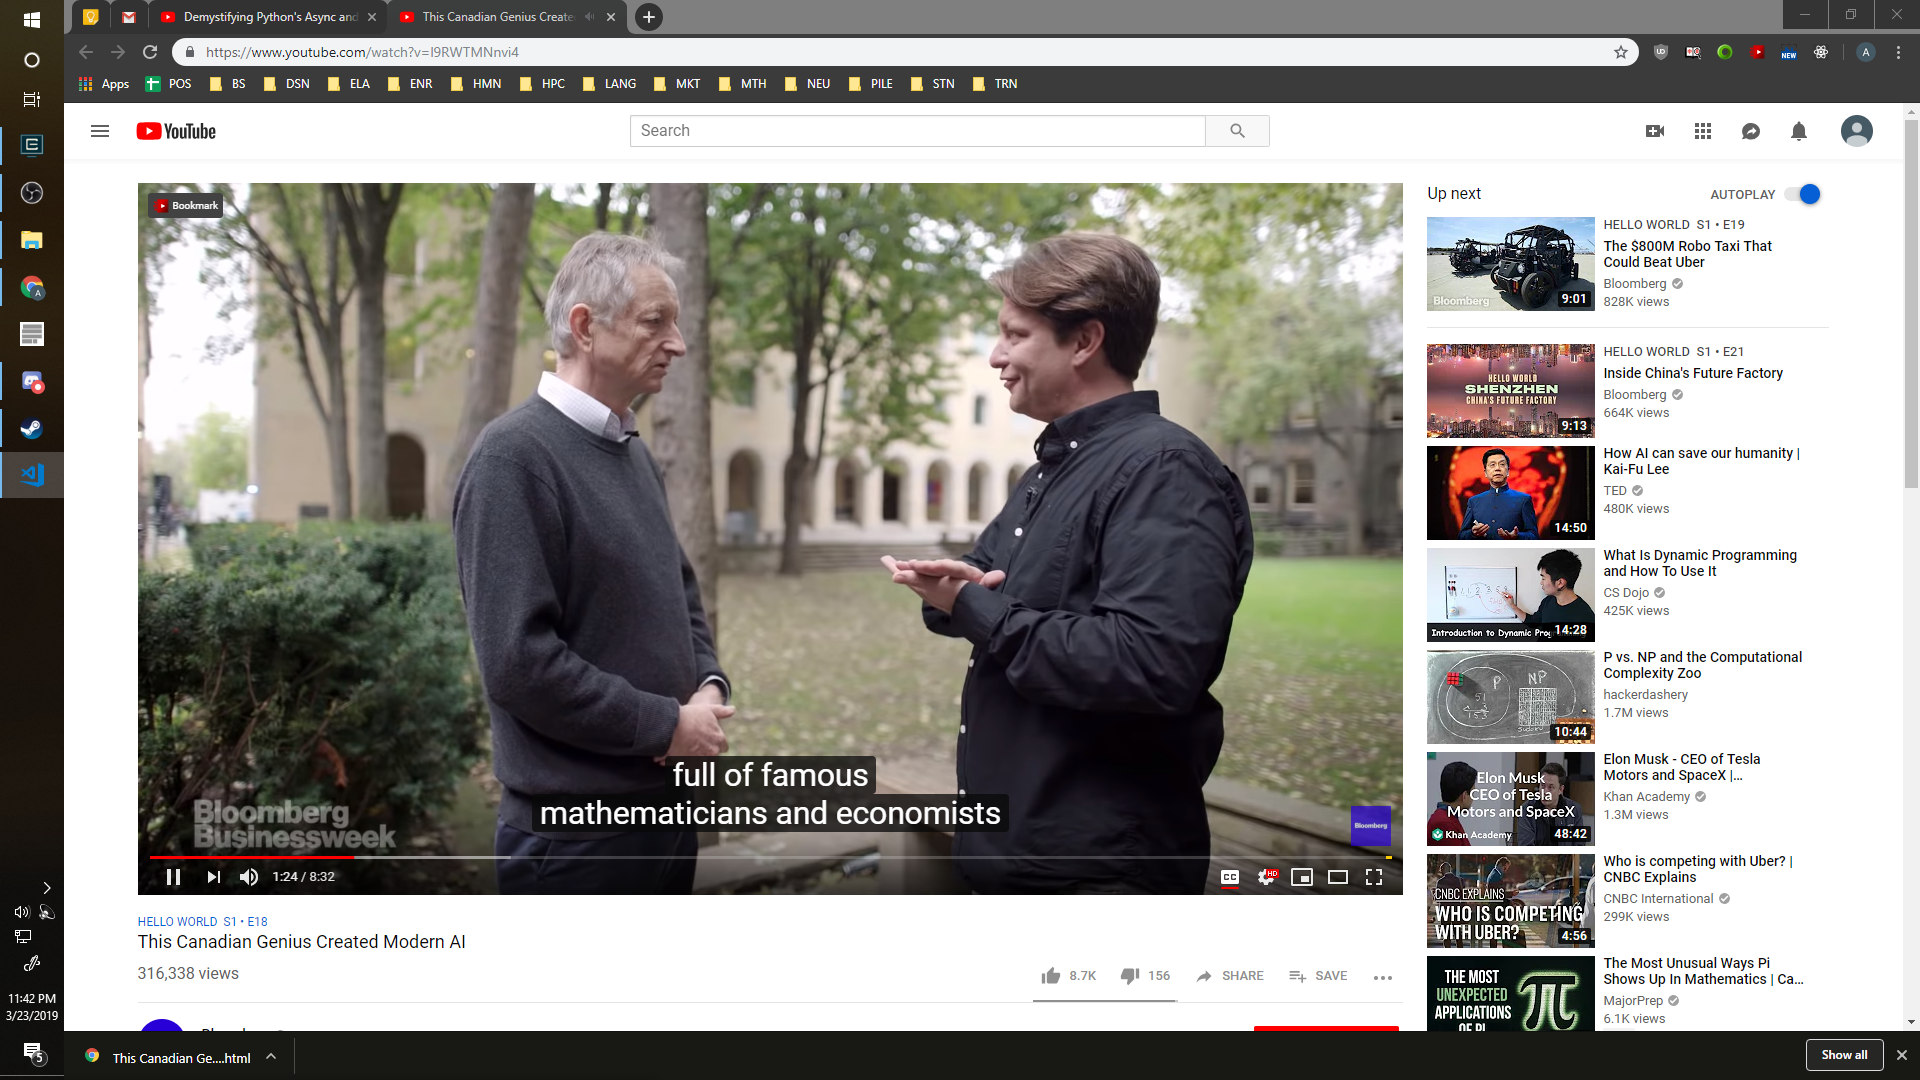 Demystifying Python's Async and
This Canadian Genius Create
https://www.youtube.com/watch?v=I9RWTMNnvi4
A
Apps
POS
BS
DSN
ELA
ENR
HMN
HPC
LANG
MKT
MTH
NEU
PILE
STN
TRN
NEW
YouTube
Search
Bookmark
full of famous
mathematicians and economists
Bloomberg
Businessweek
Bloomberg
1:24 / 8:32
CC
HD
HELLO WORLD S1 • E18
This Canadian Genius Created Modern AI
316,338 views
8.7K
156
SHARE
SAVE
Up next
AUTOPLAY
Bloomberg
9:01
HELLO WORLD S1 • E19
The $800M Robo Taxi That
Could Beat Uber
Bloomberg
828K views
HELLO WORLD
SHENZHEN
CHINA'S FUTURE FACTORY
9:13
HELLO WORLD S1 • E21
Inside China's Future Factory
Bloomberg
664K views
14:50
How AI can save our humanity |
Kai-Fu Lee
TED
480K views
Introduction to Dynamic Prog
14:28
What Is Dynamic Programming
and How To Use It
CS Dojo
425K views
P
NP
51
153
Sudoku
10:44
P vs. NP and the Computational
Complexity Zoo
hackerdashery
1.7M views
Elon Musk
CEO of Tesla
Motors and SpaceX
Khan Academy
48:42
Elon Musk - CEO of Tesla
Motors and SpaceX |...
Khan Academy
1.3M views
CNBC EXPLAINS
WHO IS COMPETING
WITH UBER?
4:56
Who is competing with Uber? |
CNBC Explains
CNBC International
299K views
THE MOST
UNEXPECTED
APPLICATIONS
OF PI
The Most Unusual Ways Pi
Shows Up In Mathematics | Ca...
MajorPrep
6.1K views
11:42 PM
3/23/2019
5
This Canadian Ge....html
Show all